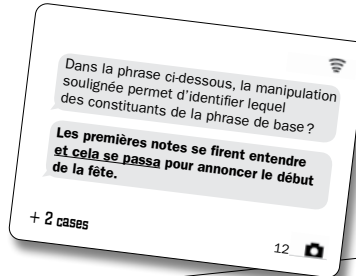 Dans la phrase ci-dessous, la manipulation
soulignée permet d'identifier lequel
des constituants de la phrase de base ?
Les premières notes se firent entendre
et cela se passa pour annoncer le début
de la fête.
+ 2 cases
12